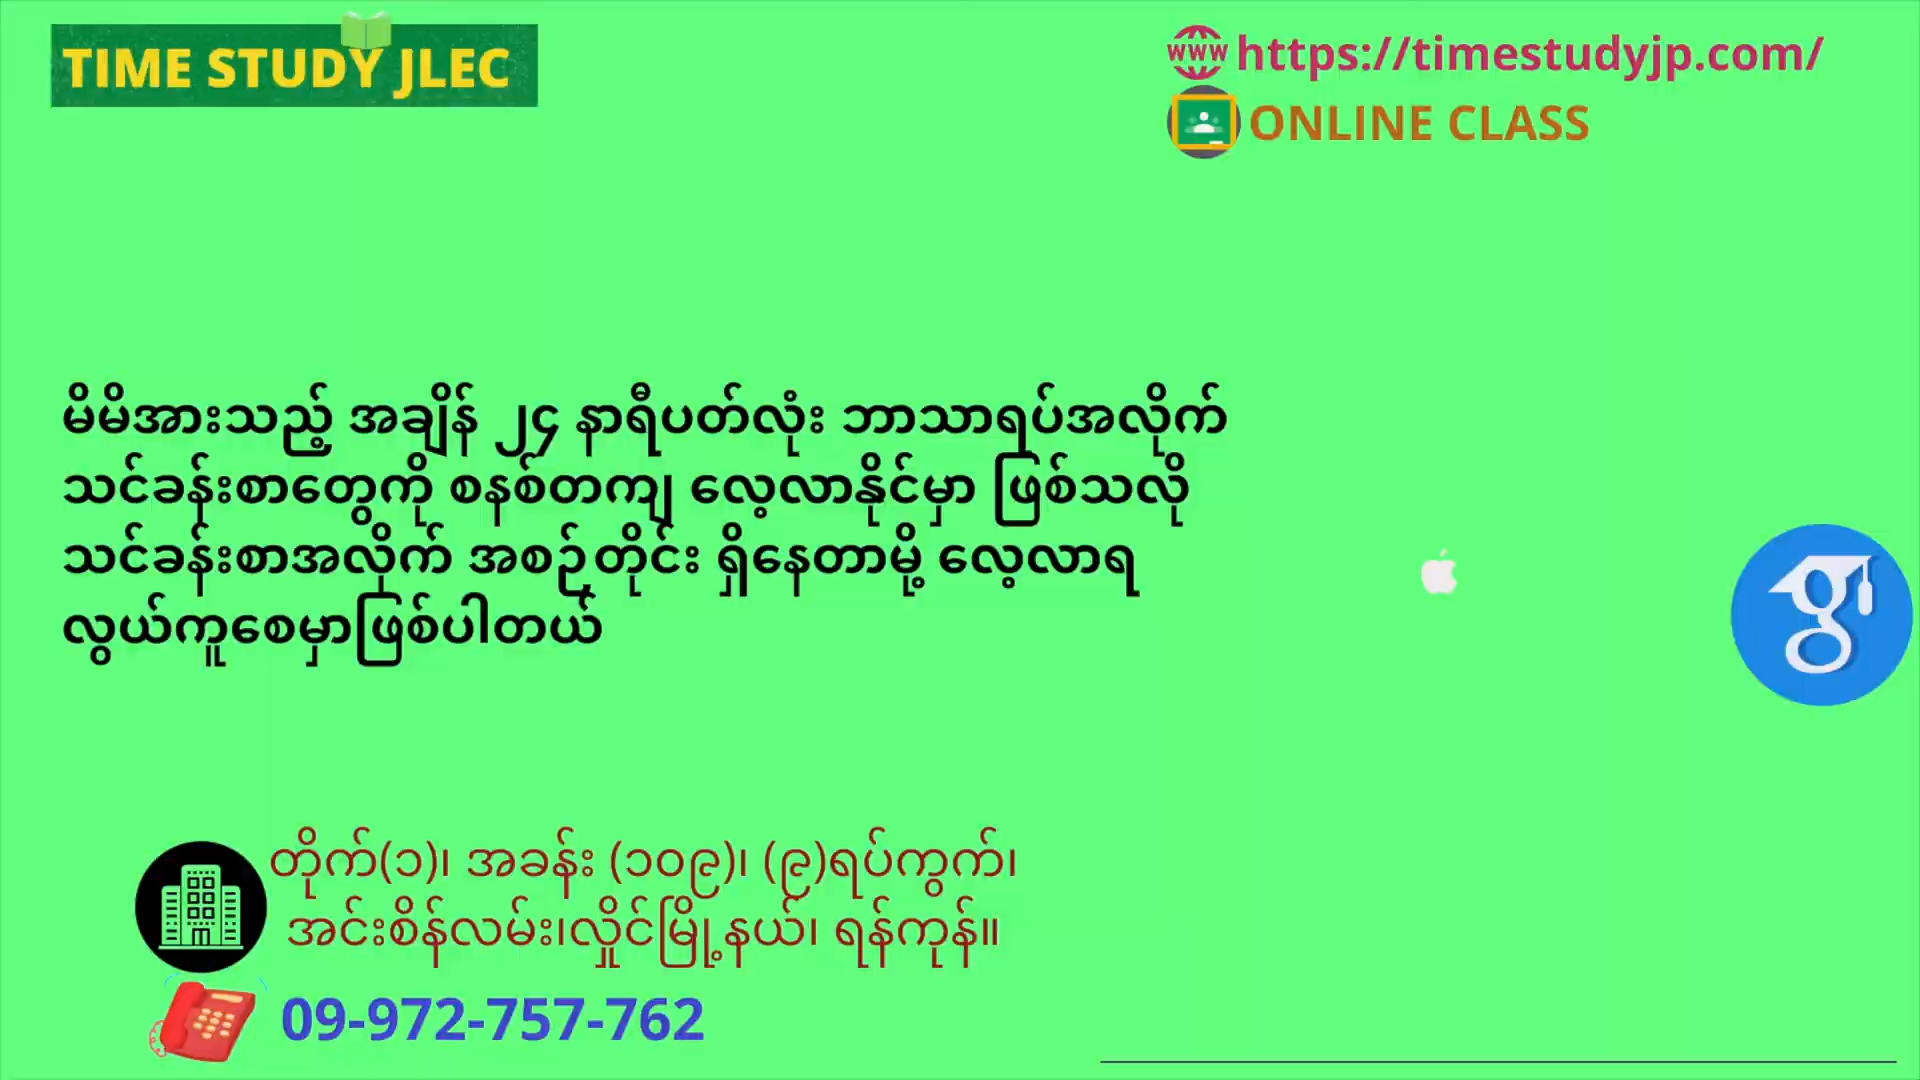 TIME STUDY JLEC
https://timestudyjp.com/
ONLINE CLASS
မိမိအားသည့် အချိန် ၂၄ နာရီပတ်လုံး ဘာသာရပ်အလိုက်
သင်ခန်းစာတွေကို စနစ်တကျ လေ့လာနိုင်မှာ ဖြစ်သလို
သင်ခန်းစာအလိုက် အစဉ်တိုင်း ရှိနေတာမို့ လေ့လာရ
လွယ်ကူစေမှာဖြစ်ပါတယ်
တိုက်(၁)၊ အခန်း (၁၀၉)၊ (၉)ရပ်ကွက်၊
အင်းစိန်လမ်း၊လှိုင်မြို့နယ်၊ ရန်ကုန်။
09-972-757-762